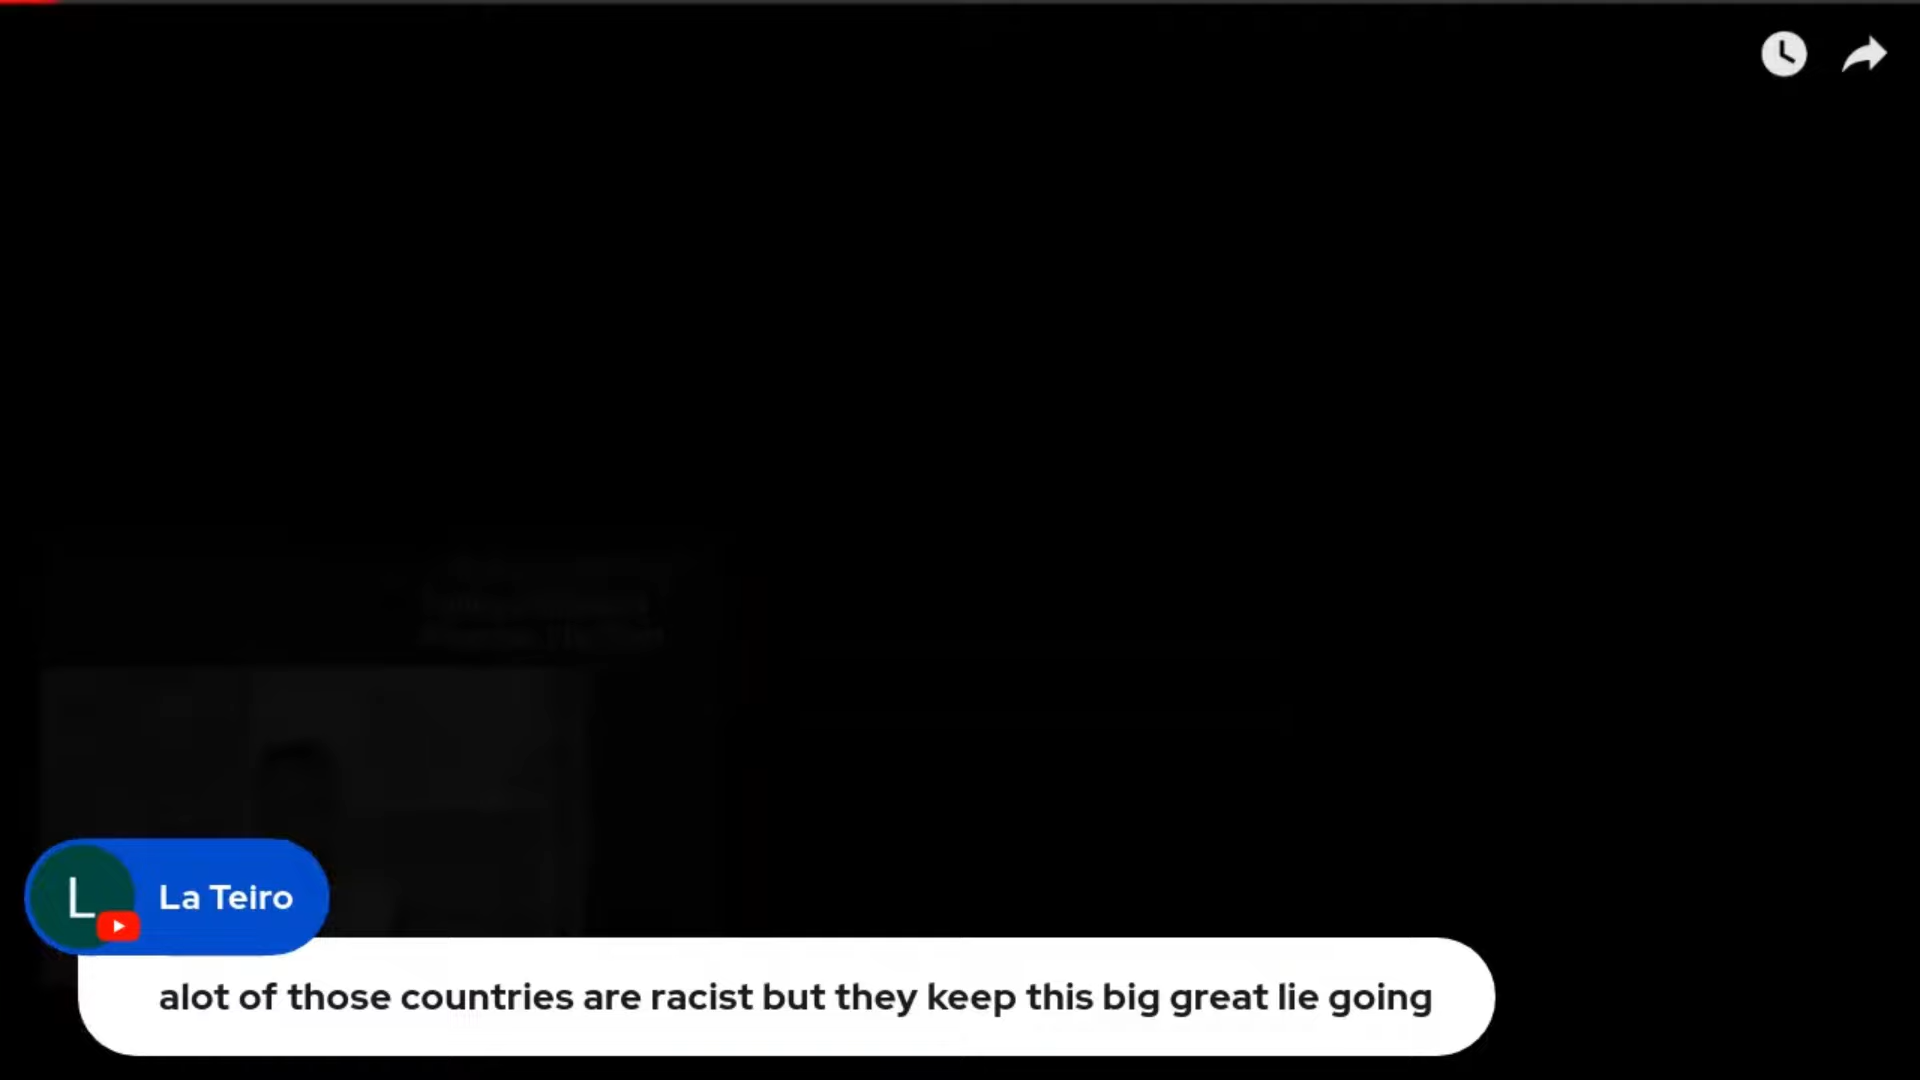 L
La Teiro
alot of those countries are racist but they keep this big great lie going